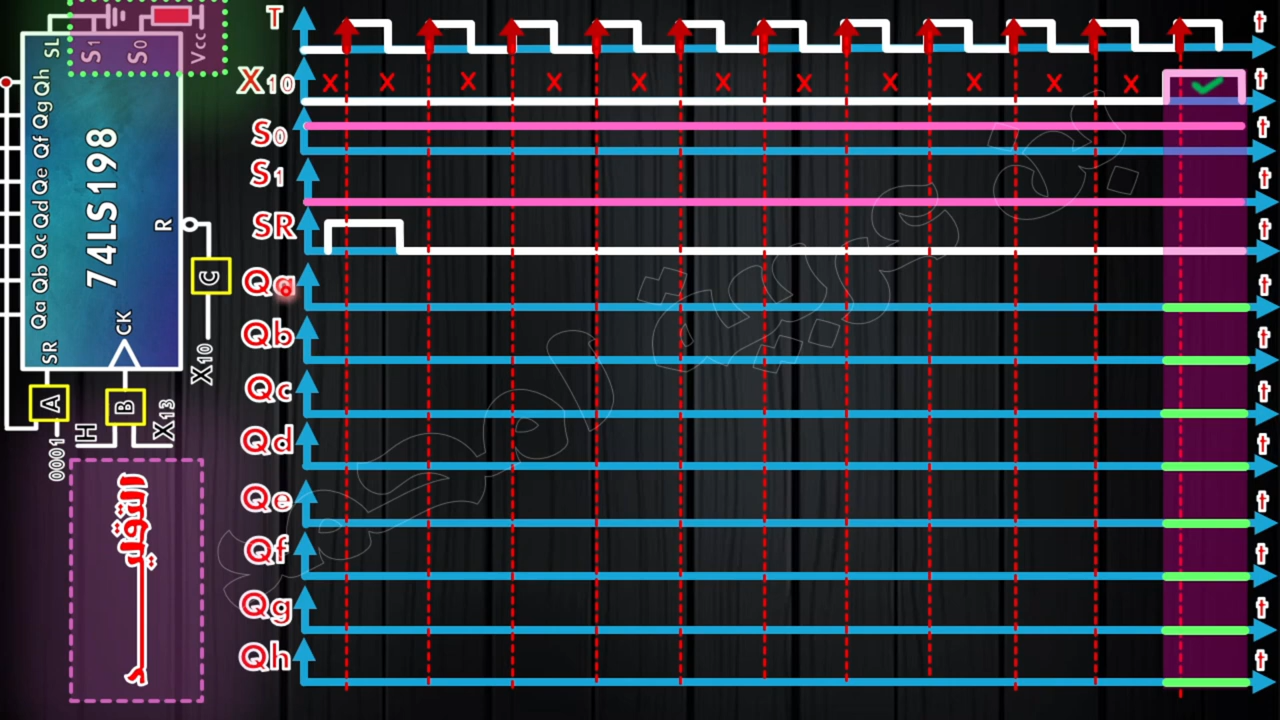 T t
X10 × × × × × × × × × × × ✓ t
S0 t
S1 t
SR t
Qa t
Qb t
Qc t
Qd t
Qe t
Qf t
Qg t
Qh t
SL S1 S0 Vcc
Qa Qb Qc Qd Qe Qf Qg Qh
74LS198
R
SR CK
A B C
0001 H X13 X10